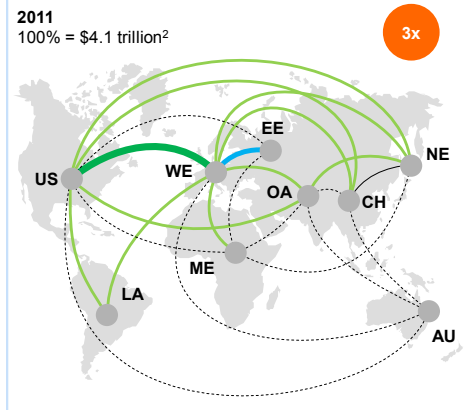 2011
100% = $4.1 trillion²
3x
EE
NE
WE
US
OA
CH
ME
LA
AU